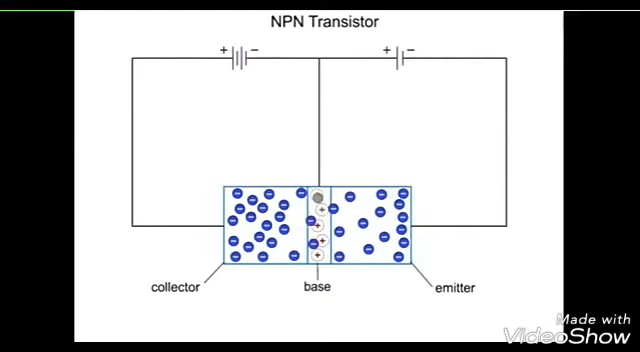 NPN Transistor
+ − + −
collector
base
emitter
Made with
VideoShow